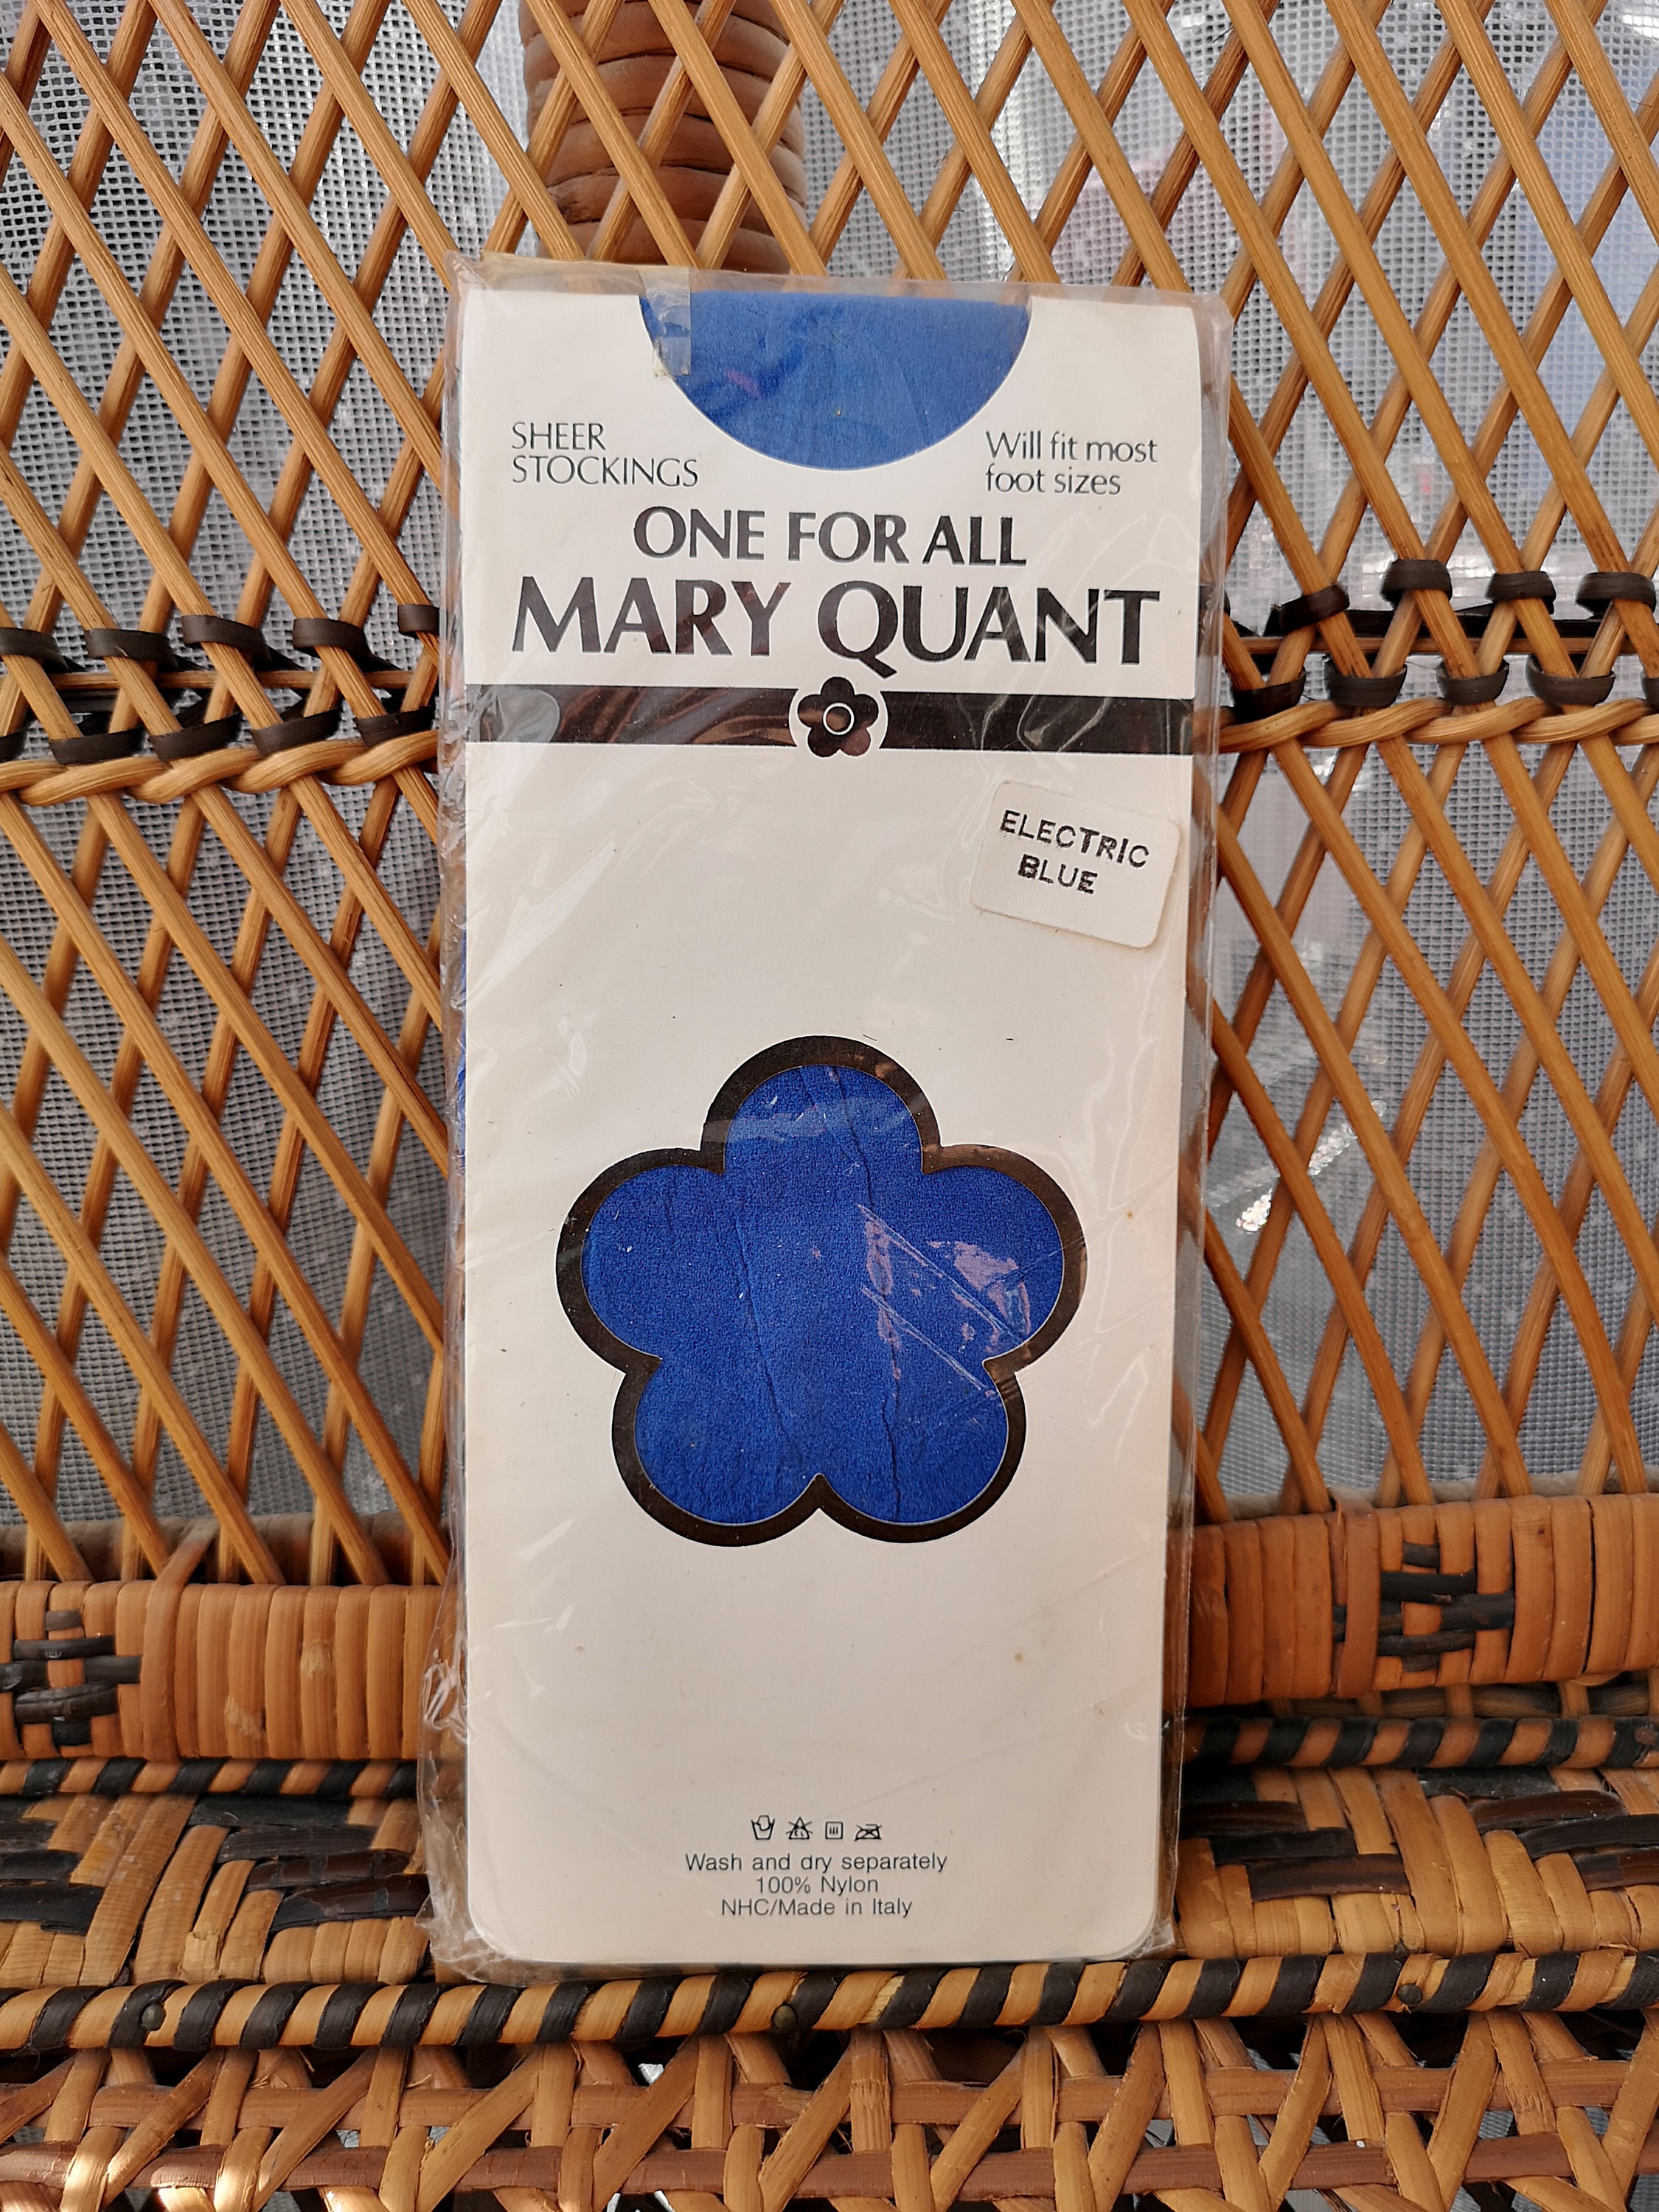 SHEER
STOCKINGS
Will fit most
foot sizes
ONE FOR ALL
MARY QUANT
ELECTRIC
BLUE
Wash and dry separately
100% Nylon
NHC/Made in Italy